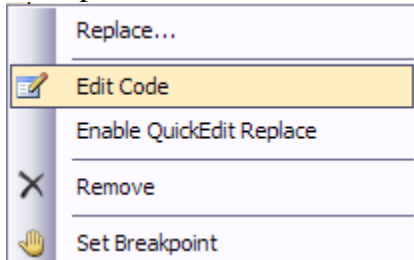 Replace...
Edit Code
Enable QuickEdit Replace
Remove
Set Breakpoint